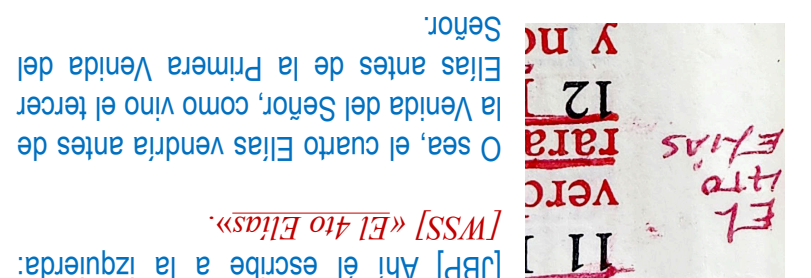 EL
4TO
ELÍAS
11
rara
12
y no
[JBP] Ahí él escribe a la izquierda:
[WSS] «El 4to Elías».
O sea, el cuarto Elías vendría antes de
la Venida del Señor, como vino el tercer
Elías antes de la Primera Venida del
Señor.